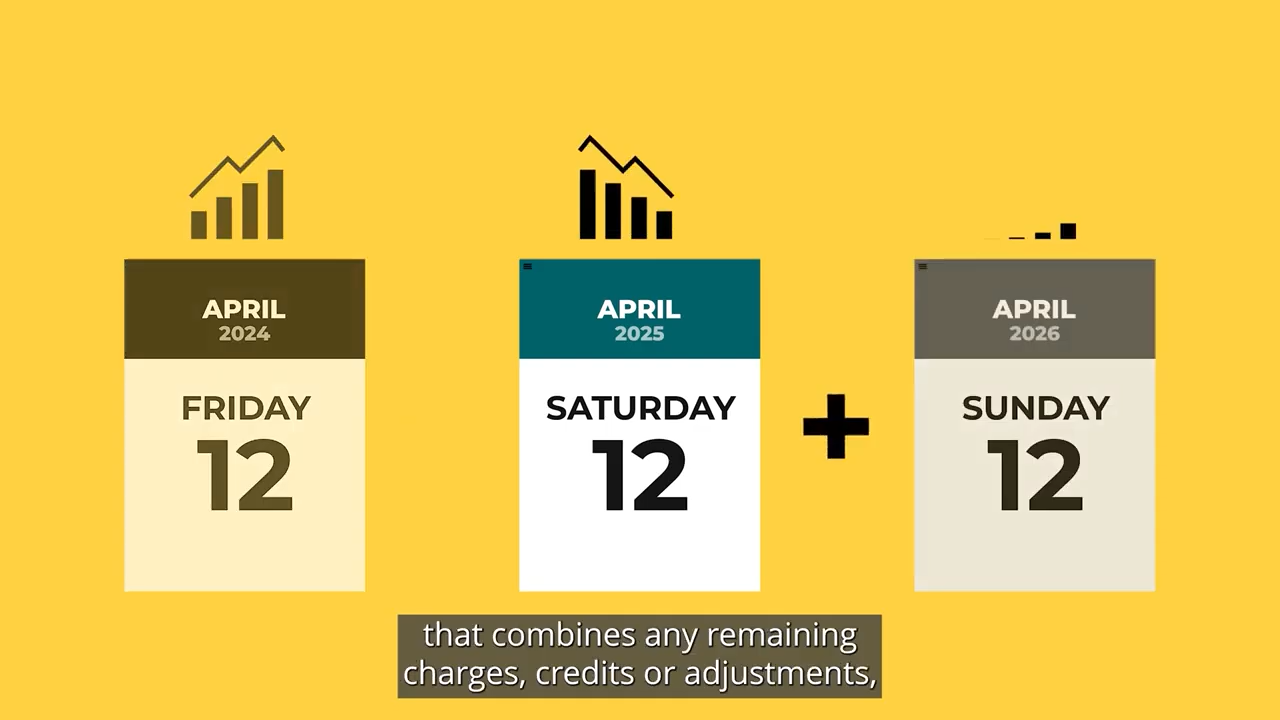 APRIL
2024
FRIDAY
12
APRIL
2025
SATURDAY
12
+
APRIL
2026
SUNDAY
12
that combines any remaining
charges, credits or adjustments,